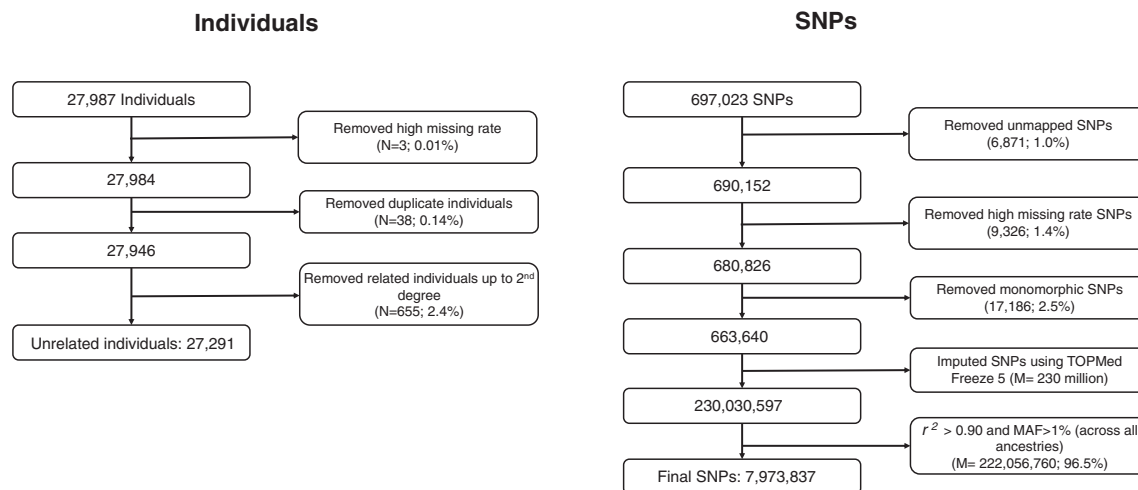 Individuals
27,987 Individuals
Removed high missing rate
(N=3; 0.01%)
27,984
Removed duplicate individuals
(N=38; 0.14%)
27,946
Removed related individuals up to 2nd
degree
(N=655; 2.4%)
Unrelated individuals: 27,291
SNPs
697,023 SNPs
Removed unmapped SNPs
(6,871; 1.0%)
690,152
Removed high missing rate SNPs
(9,326; 1.4%)
680,826
Removed monomorphic SNPs
(17,186; 2.5%)
663,640
Imputed SNPs using TOPMed
Freeze 5 (M= 230 million)
230,030,597
r 2 > 0.90 and MAF>1% (across all
ancestries)
(M= 222,056,760; 96.5%)
Final SNPs: 7,973,837